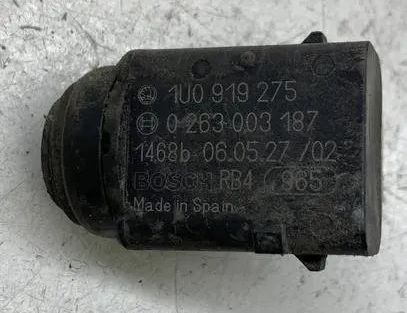 1U0 919 275
0 263 003 187
1468b 06.05.27 /02
BOSCH RB4 985
Made in Spain